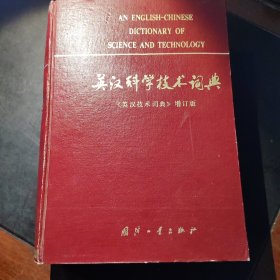 AN ENGLISH-CHINESE
DICTIONARY OF
SCIENCE AND TECHNOLOGY
英汉科学技术词典
《英汉技术词典》增订版
国防工业出版社